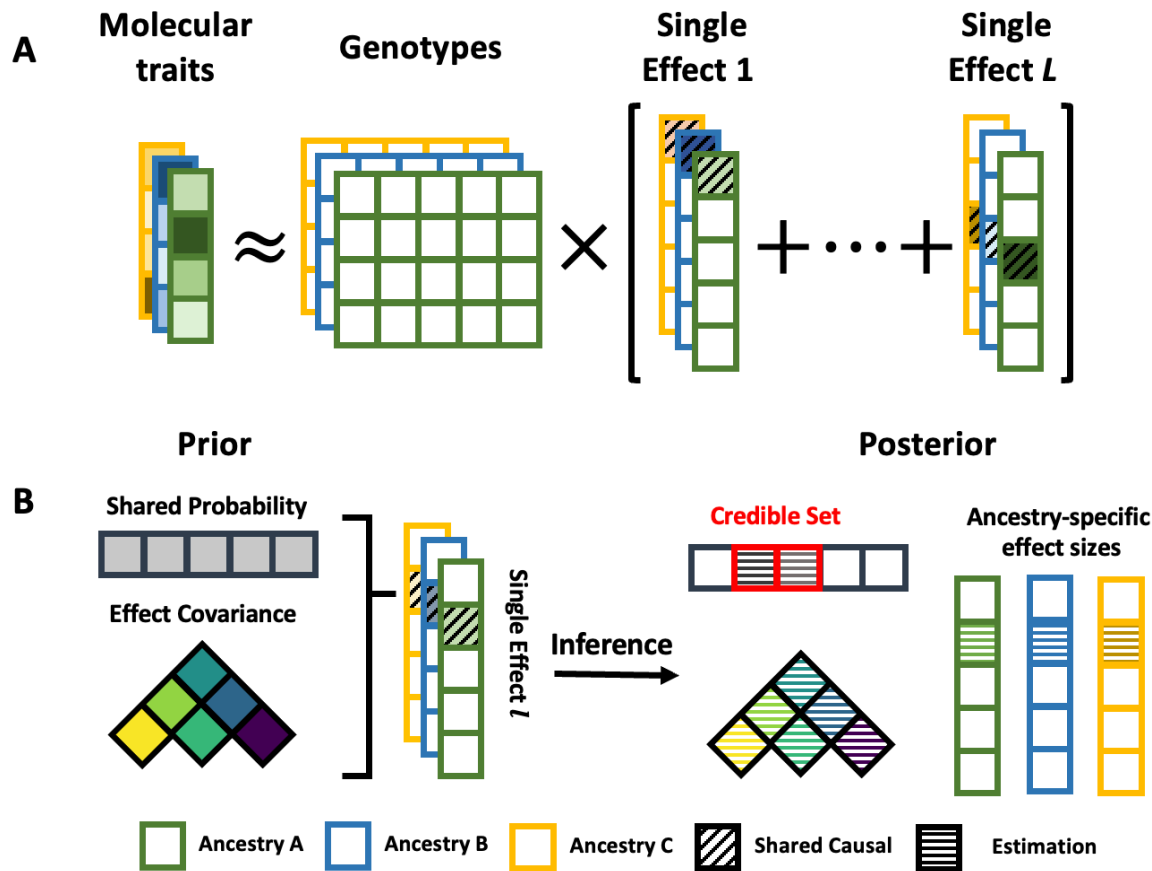 A
Molecular
traits
Genotypes
Single
Effect 1
Single
Effect L
≈
×
+ ... +
Prior
Posterior
B
Shared Probability
Effect Covariance
Single Effect l
Inference
Credible Set
Ancestry-specific
effect sizes
Ancestry A
Ancestry B
Ancestry C
Shared Causal
Estimation